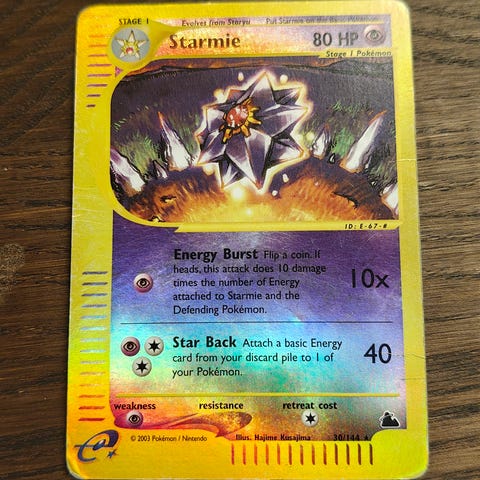 STAGE 1 Evolves from Staryu Put Starmie on the Basic Pokémon
Starmie 80 HP
Stage 1 Pokémon
ID: E-67-#
Energy Burst Flip a coin. If
heads, this attack does 10 damage
times the number of Energy
attached to Starmie and the
Defending Pokémon.
10x
Star Back Attach a basic Energy
card from your discard pile to 1 of
your Pokémon.
40
weakness resistance retreat cost
e
© 2003 Pokémon / Nintendo Illus. Hajime Kusajima 30/144 ★